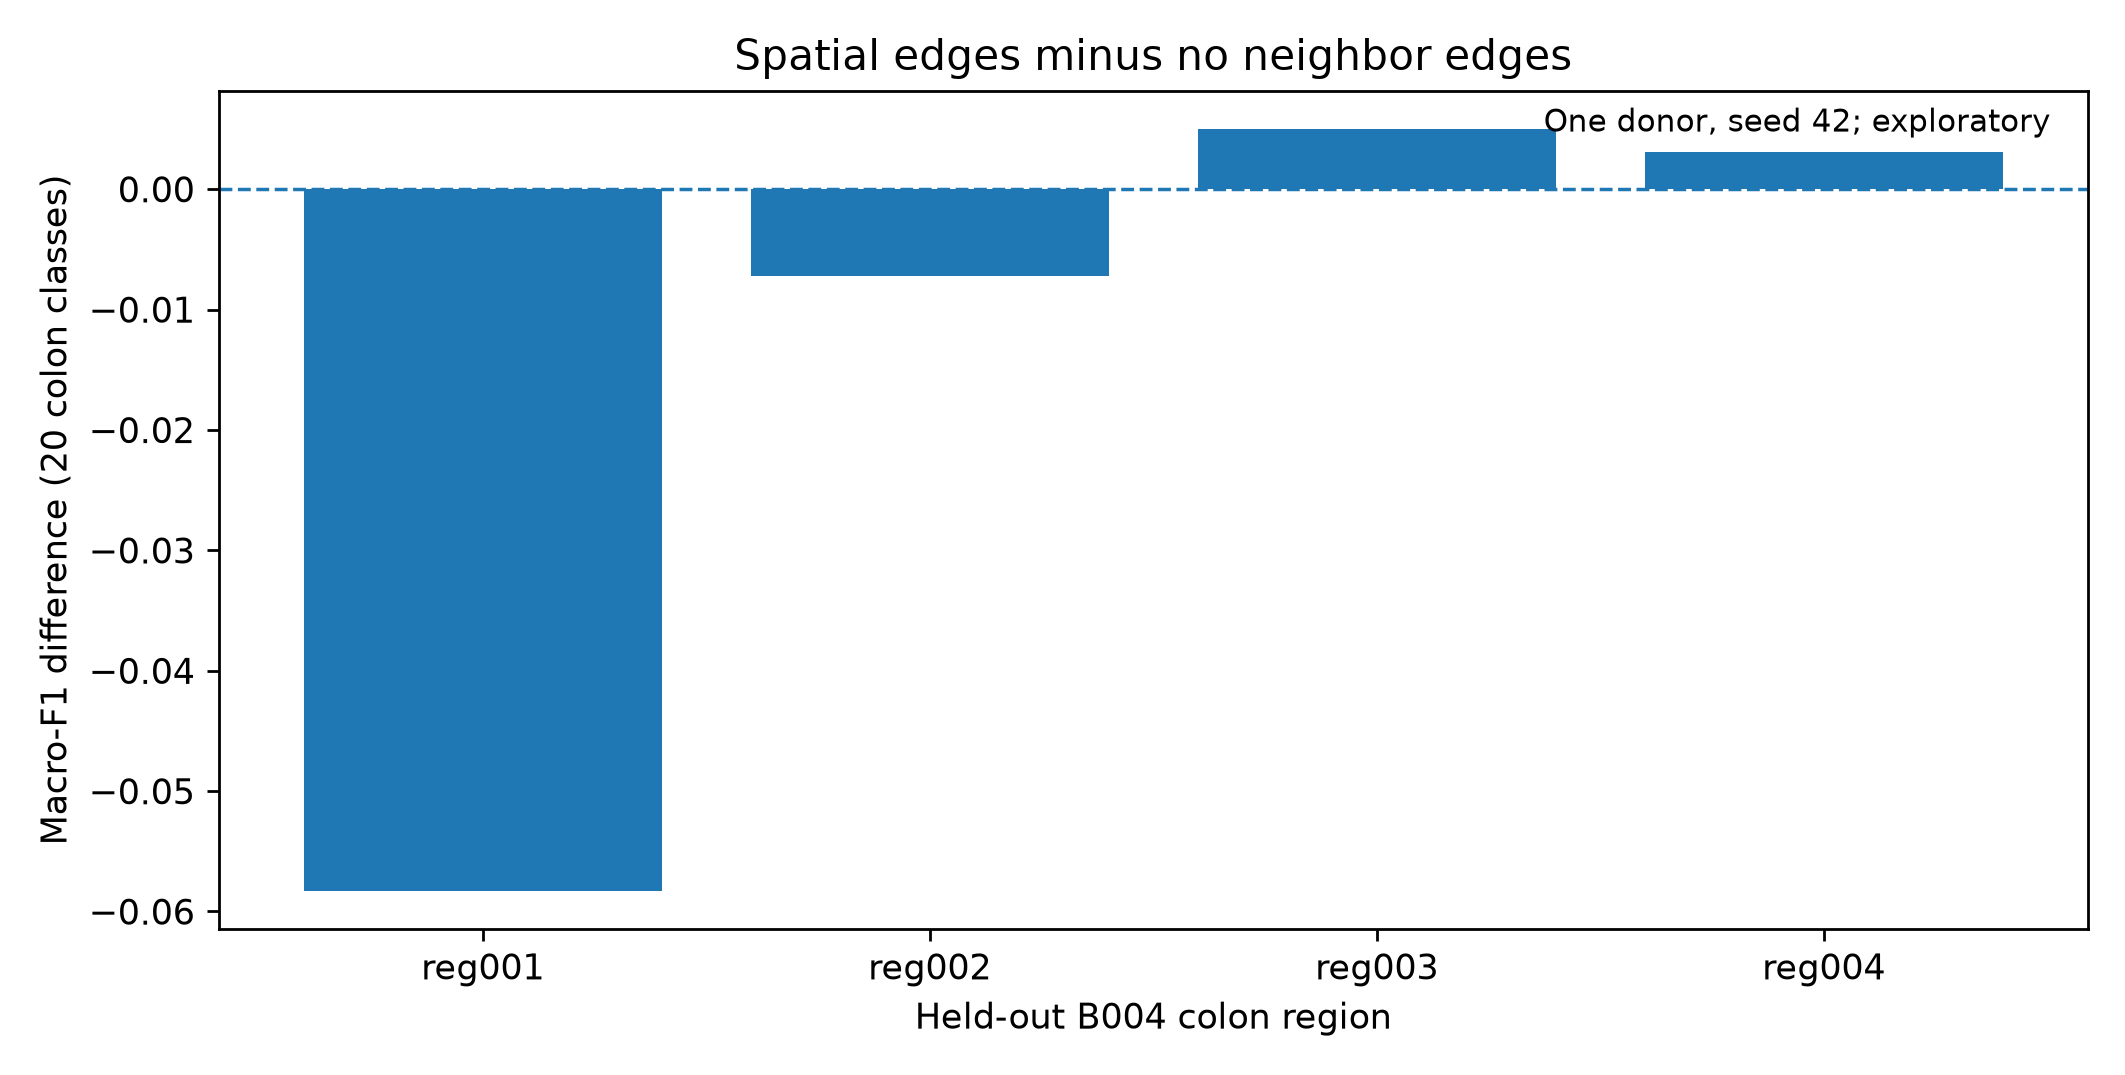 Spatial edges minus no neighbor edges
One donor, seed 42; exploratory
Macro-F1 difference (20 colon classes)
0.00
−0.01
−0.02
−0.03
−0.04
−0.05
−0.06
reg001
reg002
reg003
reg004
Held-out B004 colon region